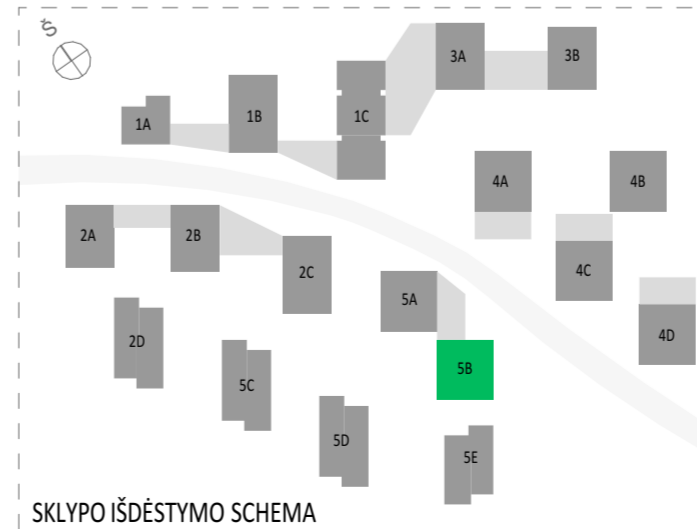 Š
3A
3B
1A
1B
1C
4A
4B
2A
2B
2C
4C
5A
4D
2D
5B
5C
5D
5E
SKLYPO IŠDĖSTYMO SCHEMA